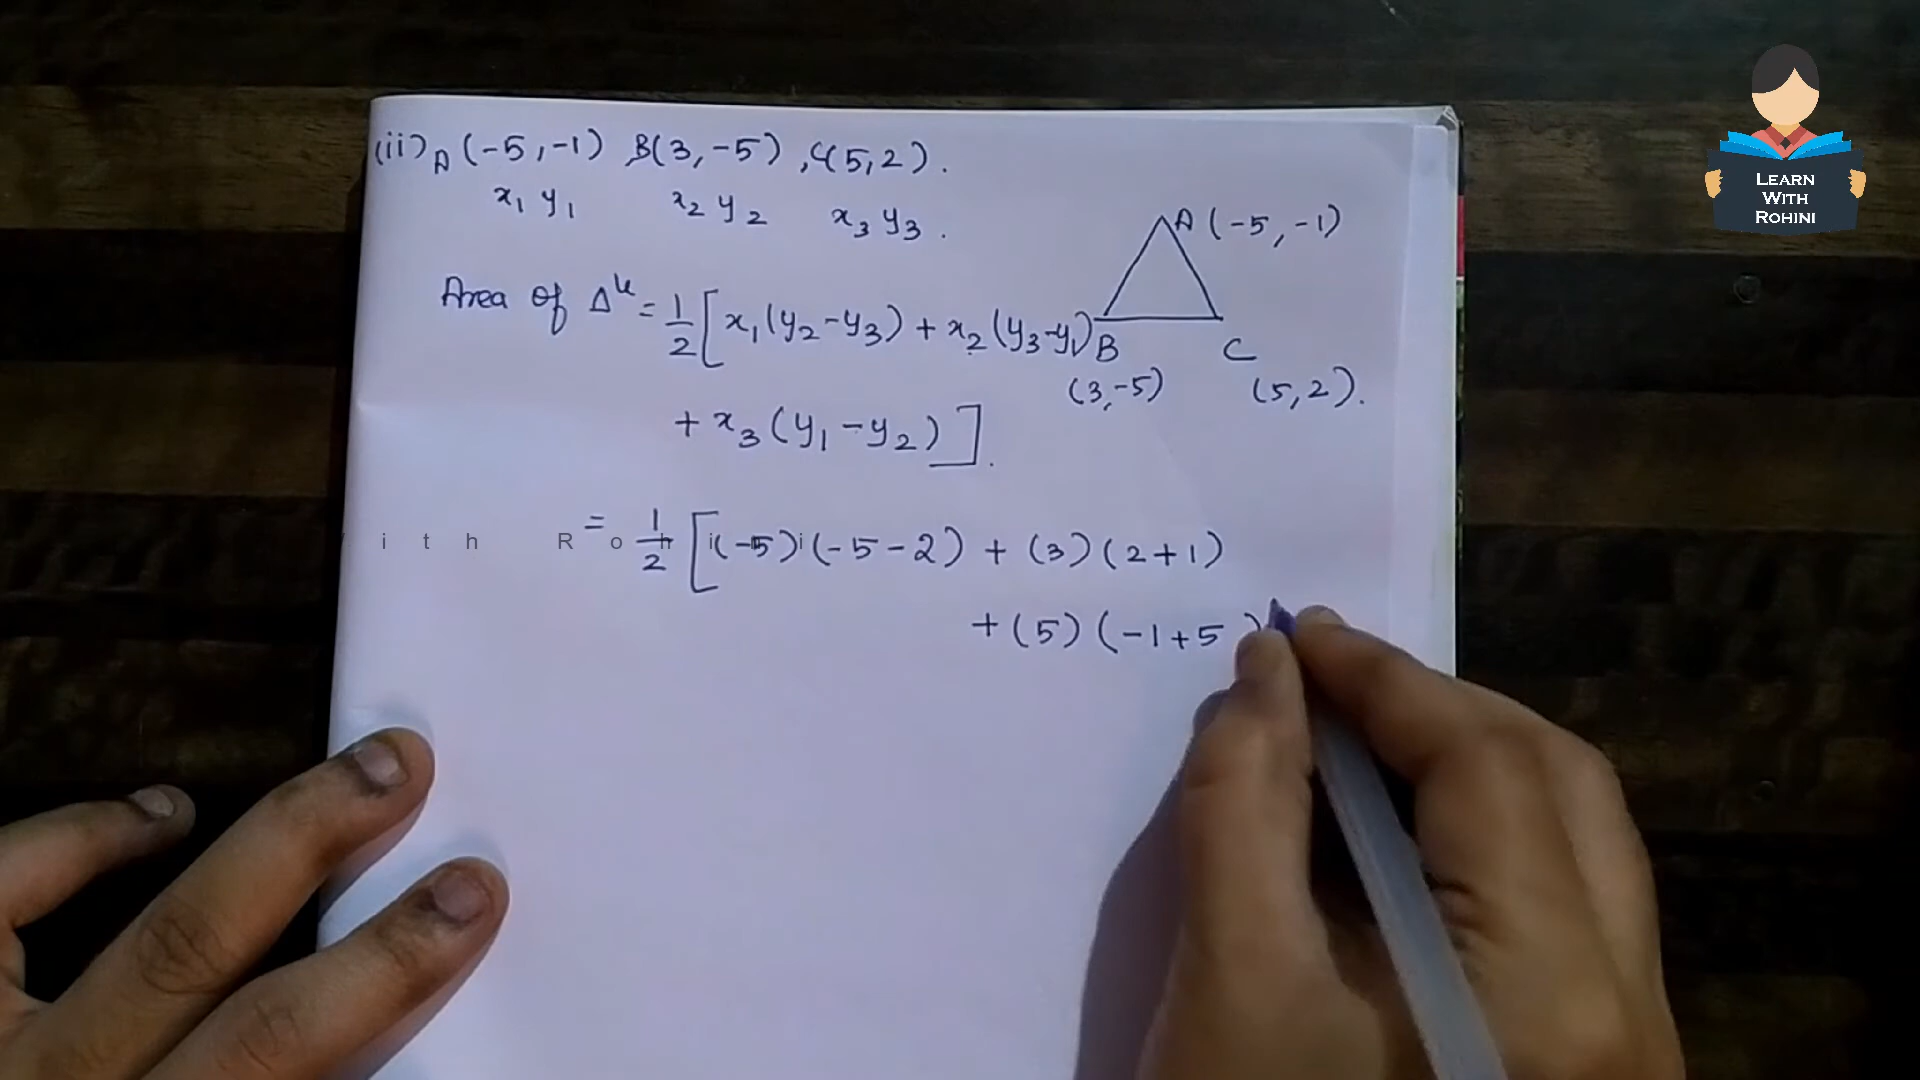 (ii) A (-5,-1) B(3,-5), C(5,2).
x₁ y₁ x₂ y₂ x₃ y₃.
A (-5,-1)
Area of Δle = 1/2 [x₁(y₂-y₃) + x₂(y₃-y₁)
B C
(3,-5) (5,2).
+ x₃(y₁-y₂)].
= 1/2 [(-5)(-5-2) + (3)(2+1)
+ (5)(-1+5)
ith Rohini
LEARN
WITH
ROHINI